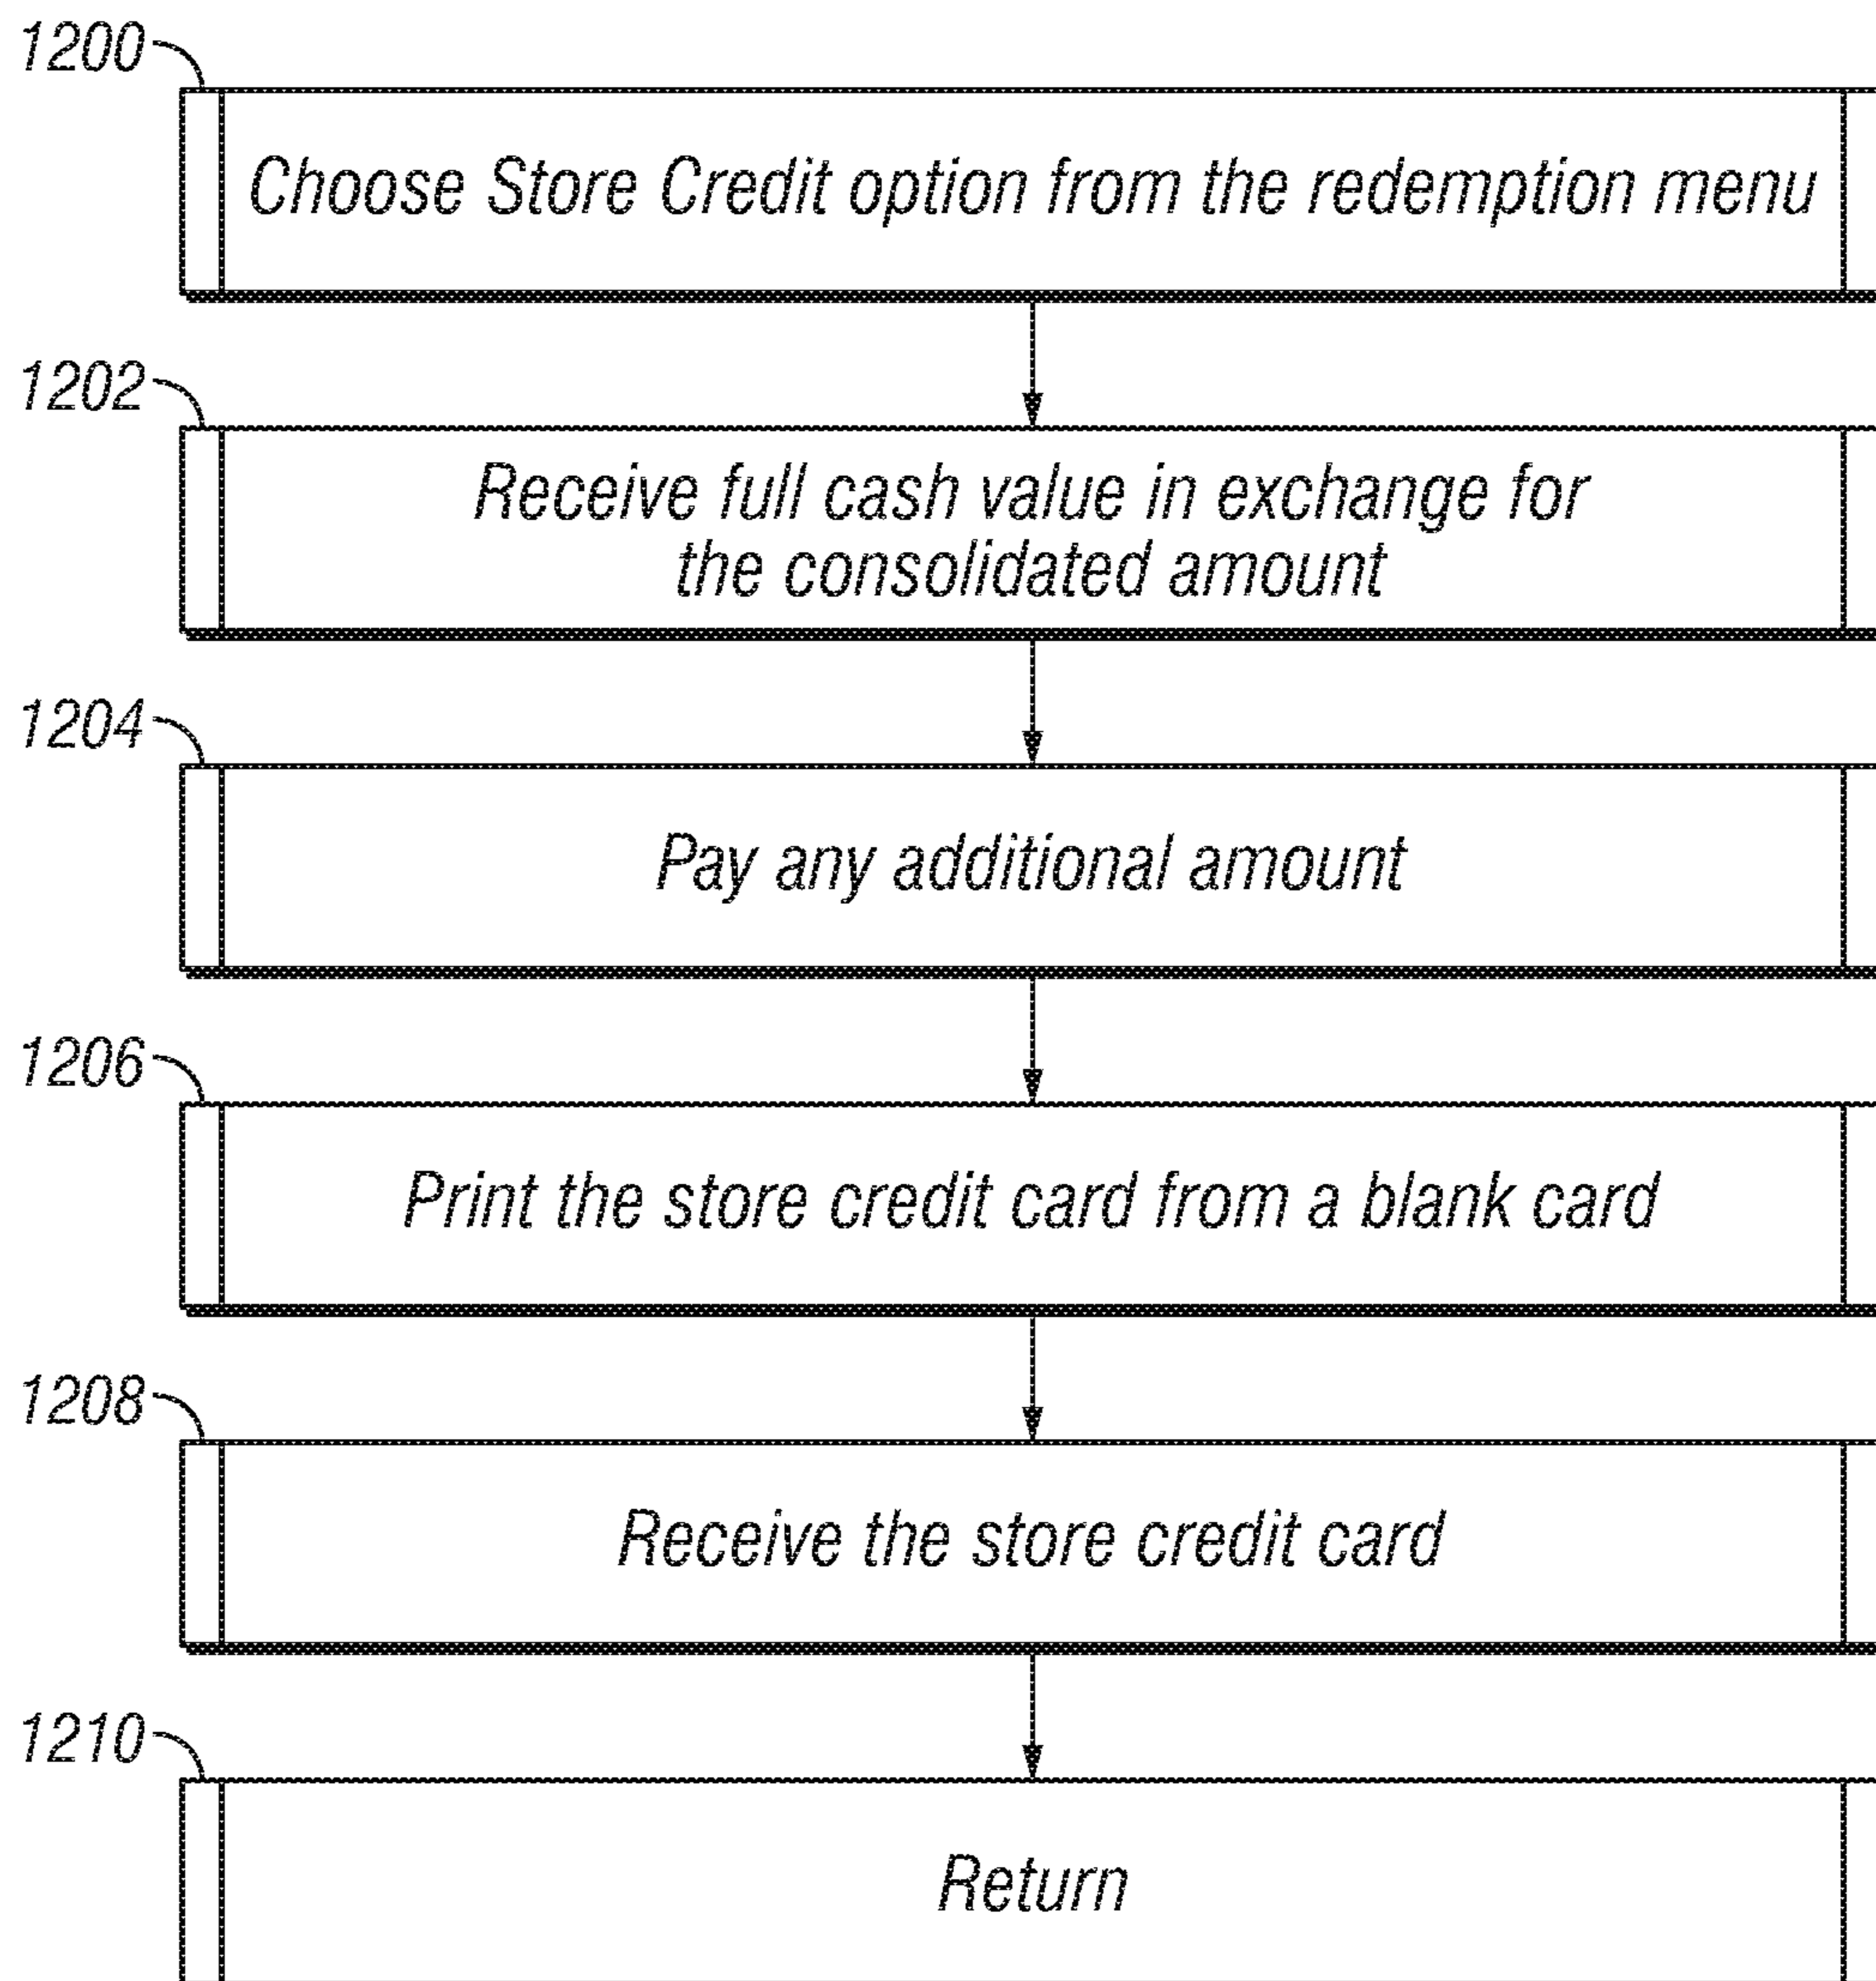 1200
Choose Store Credit option from the redemption menu
1202
Receive full cash value in exchange for
the consolidated amount
1204
Pay any additional amount
1206
Print the store credit card from a blank card
1208
Receive the store credit card
1210
Return